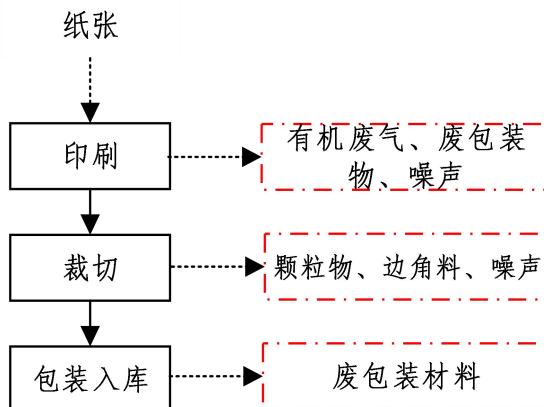 纸张
印刷
有机废气、废包装
物、噪声
裁切
颗粒物、边角料、噪声
包装入库
废包装材料